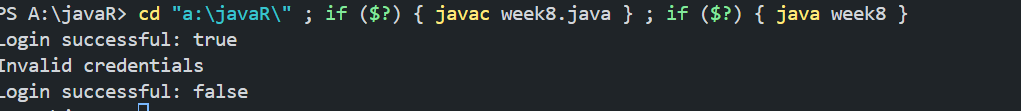 PS A:\javaR> cd "a:\javaR\" ; if ($?) { javac week8.java } ; if ($?) { java week8 }
Login successful: true
Invalid credentials
Login successful: false